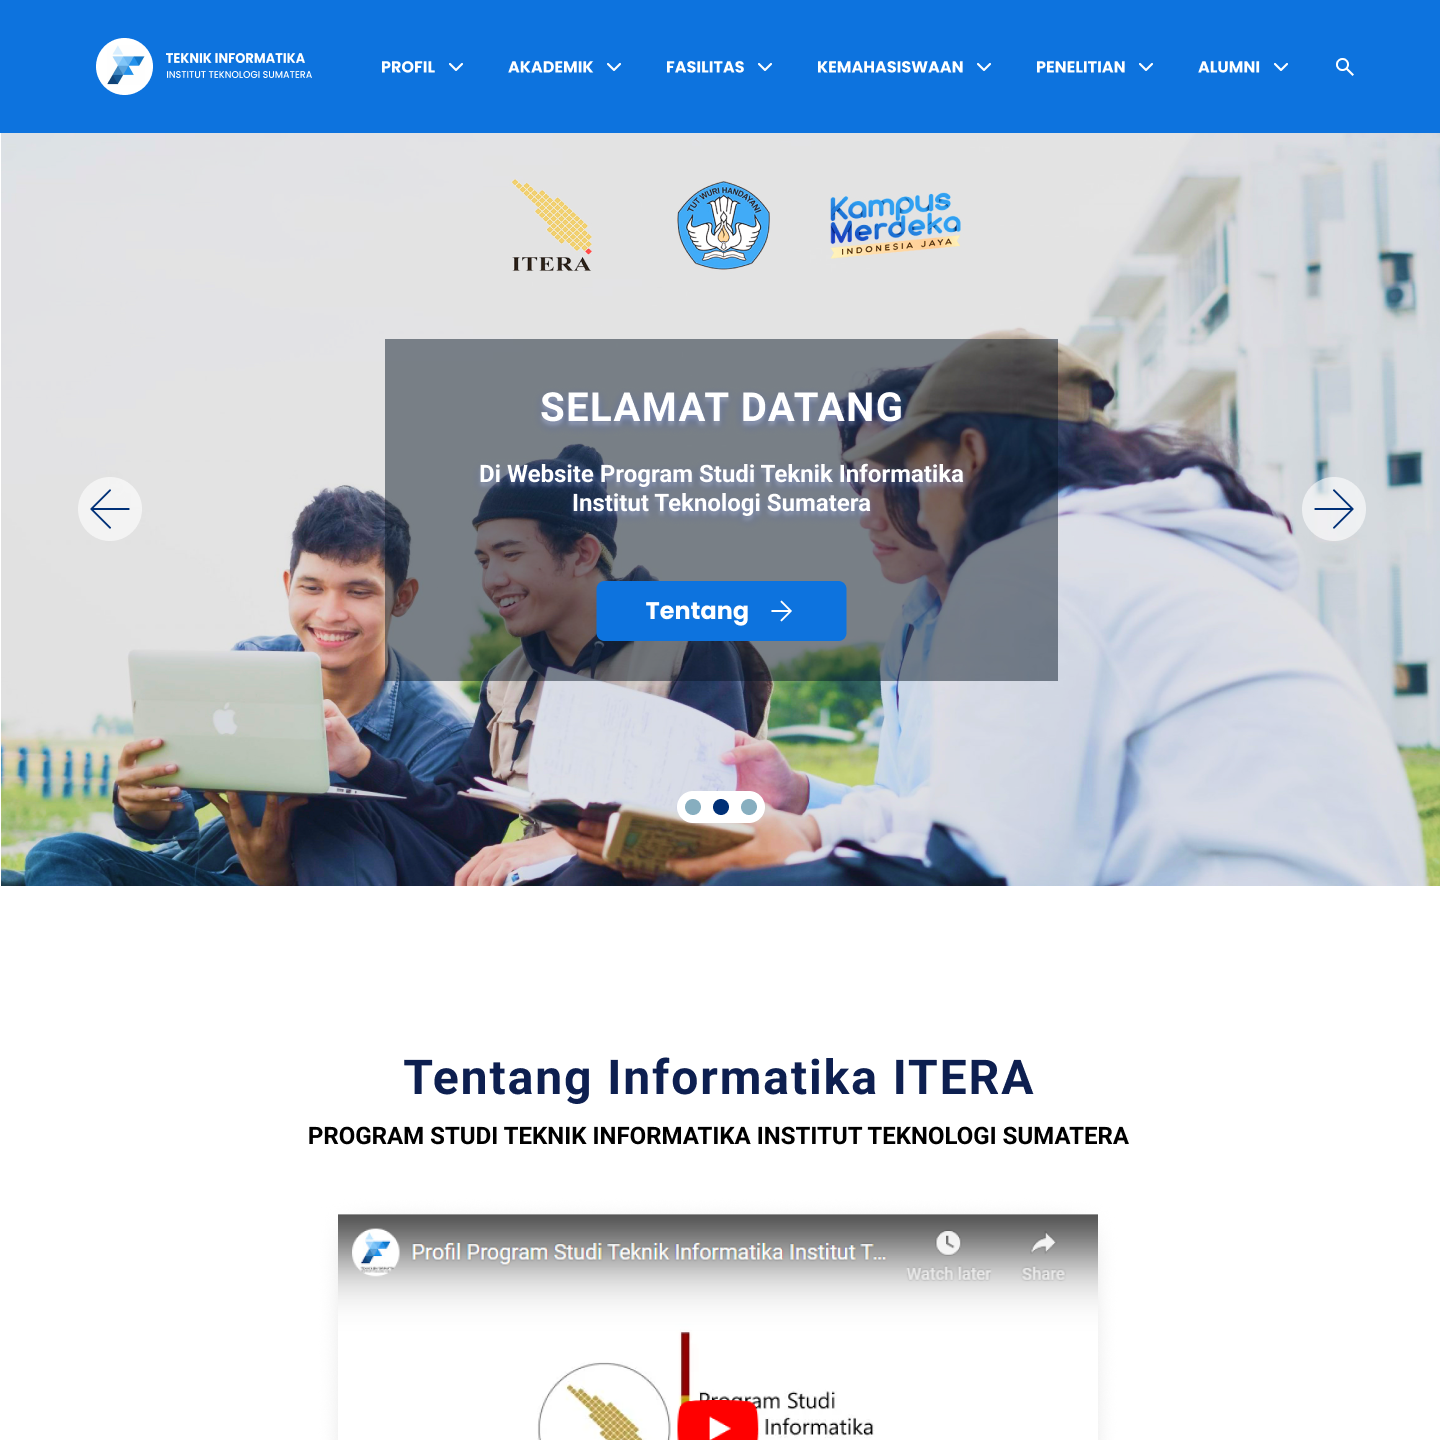 TEKNIK INFORMATIKA
INSTITUT TEKNOLOGI SUMATERA
PROFIL
AKADEMIK
FASILITAS
KEMAHASISWAAN
PENELITIAN
ALUMNI
ITERA
TUT WURI HANDAYANI
Kampus
Merdeka
INDONESIA JAYA
SELAMAT DATANG
Di Website Program Studi Teknik Informatika
Institut Teknologi Sumatera
Tentang
Tentang Informatika ITERA
PROGRAM STUDI TEKNIK INFORMATIKA INSTITUT TEKNOLOGI SUMATERA
Profil Program Studi Teknik Informatika Institut T...
Watch later
Share
Program Studi
Informatika